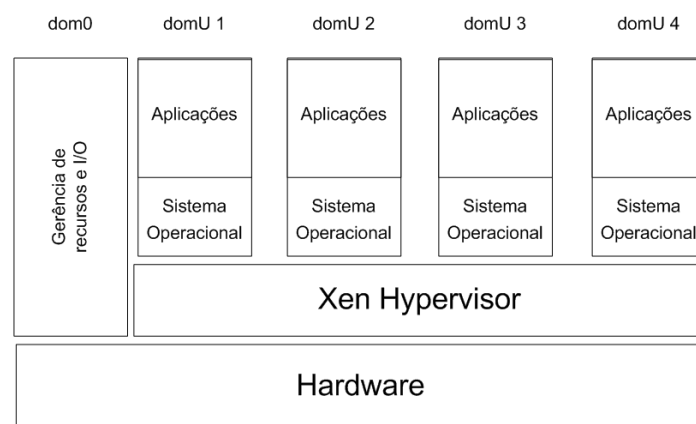 dom0
domU 1
domU 2
domU 3
domU 4
Gerência de
recursos e I/O
Aplicações
Aplicações
Aplicações
Aplicações
Sistema
Operacional
Sistema
Operacional
Sistema
Operacional
Sistema
Operacional
Xen Hypervisor
Hardware